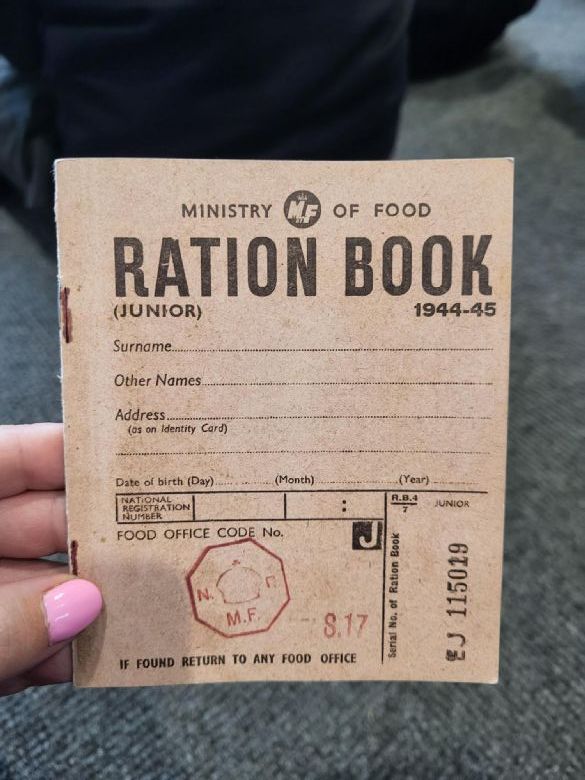 MINISTRY MF OF FOOD
RATION BOOK
(JUNIOR) 1944-45
Surname
Other Names
Address
(as on Identity Card)
Date of birth (Day) (Month) (Year)
NATIONAL
REGISTRATION
NUMBER
:
R.B.4
7
JUNIOR
FOOD OFFICE CODE No.
J
N. R.
M.F.
S.17
Serial No. of Ration Book
EJ 115019
IF FOUND RETURN TO ANY FOOD OFFICE